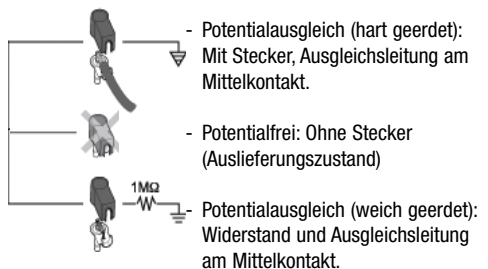 - Potentialausgleich (hart geerdet):
Mit Stecker, Ausgleichsleitung am
Mittelkontakt.
- Potentialfrei: Ohne Stecker
(Auslieferungszustand)
1MΩ
- Potentialausgleich (weich geerdet):
Widerstand und Ausgleichsleitung
am Mittelkontakt.